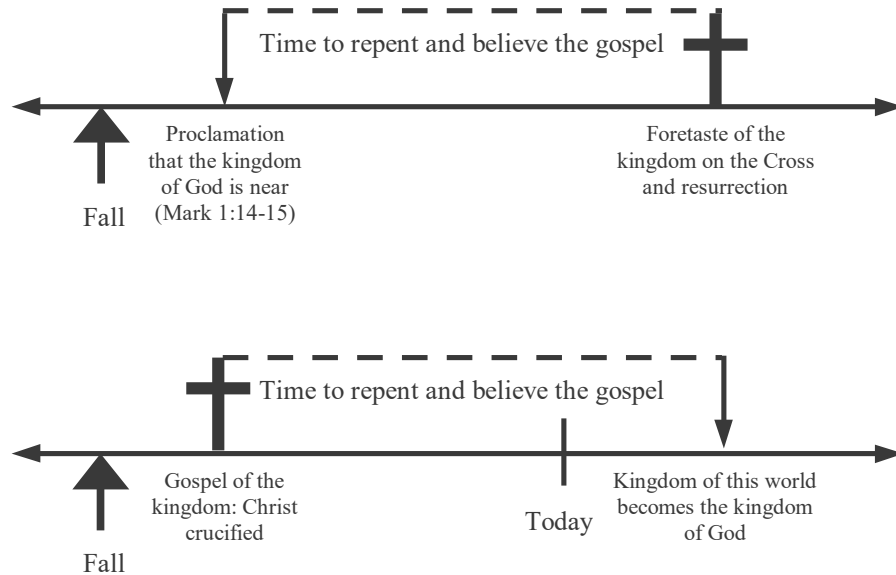 Time to repent and believe the gospel
Proclamation
that the kingdom
of God is near
(Mark 1:14-15)
Foretaste of the
kingdom on the Cross
and resurrection
Fall
Time to repent and believe the gospel
Gospel of the
kingdom: Christ
crucified
Today
Kingdom of this world
becomes the kingdom
of God
Fall